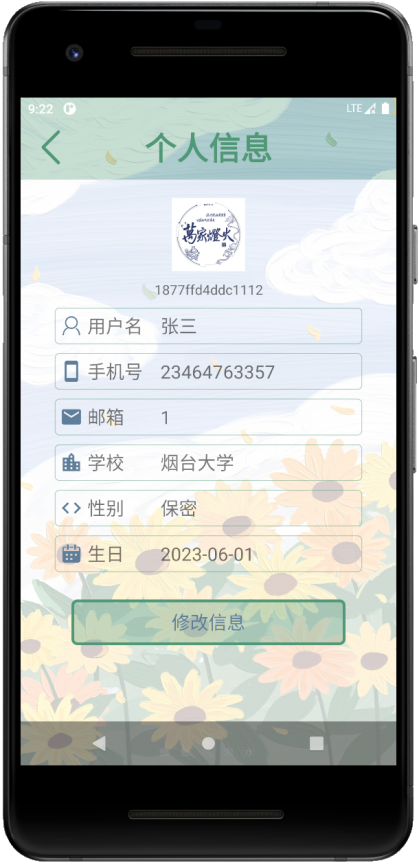 9:22
LTE
个人信息
萬家燈火
1877ffd4ddc1112
用户名 张三
手机号 23464763357
邮箱 1
学校 烟台大学
性别 保密
生日 2023-06-01
修改信息